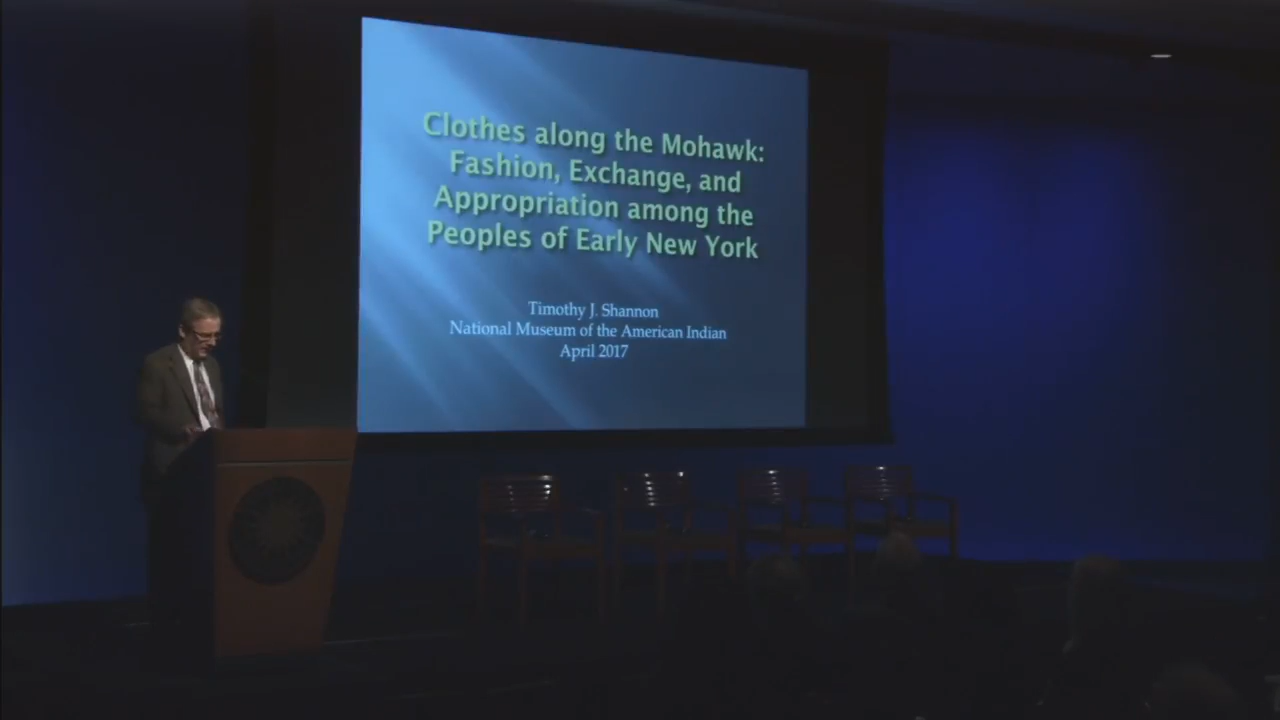 Clothes along the Mohawk:
Fashion, Exchange, and
Appropriation among the
Peoples of Early New York
Timothy J. Shannon
National Museum of the American Indian
April 2017